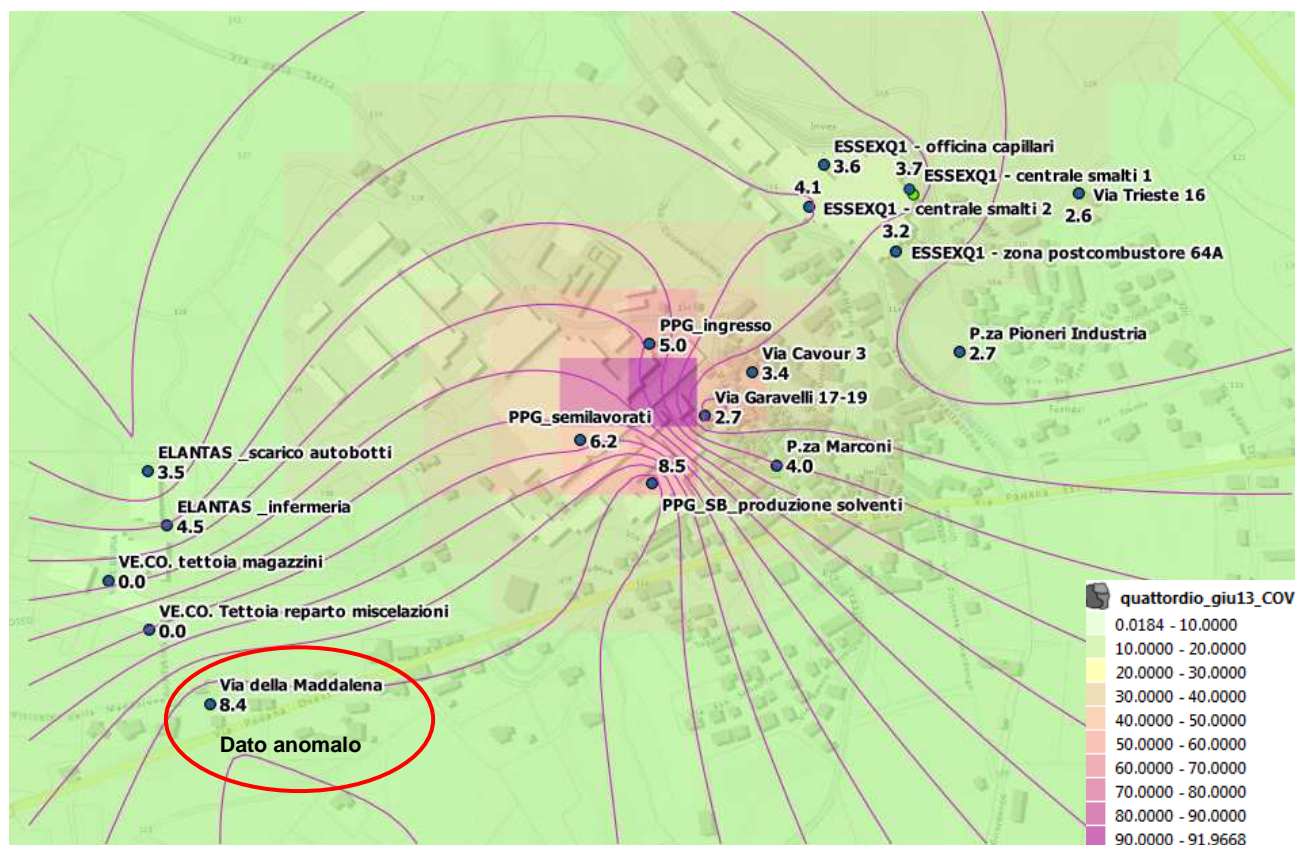 ESSEXQ1 - officina capillari
3.6
3.7
ESSEXQ1 - centrale smalti 1
4.1
Via Trieste 16
2.6
ESSEXQ1 - centrale smalti 2
3.2
ESSEXQ1 - zona postcombustore 64A
PPG_ingresso
5.0
P.za Pioneri Industria
2.7
Via Cavour 3
3.4
Via Garavelli 17-19
2.7
PPG_semilavorati
6.2
P.za Marconi
4.0
ELANTAS _scarico autobotti
3.5
8.5
PPG_SB_produzione solventi
ELANTAS _infermeria
4.5
VE.CO. tettoia magazzini
0.0
VE.CO. Tettoia reparto miscelazioni
0.0
Via della Maddalena
8.4
Dato anomalo
quattordio_giu13_COV
0.0184 - 10.0000
10.0000 - 20.0000
20.0000 - 30.0000
30.0000 - 40.0000
40.0000 - 50.0000
50.0000 - 60.0000
60.0000 - 70.0000
70.0000 - 80.0000
80.0000 - 90.0000
90.0000 - 91.9668